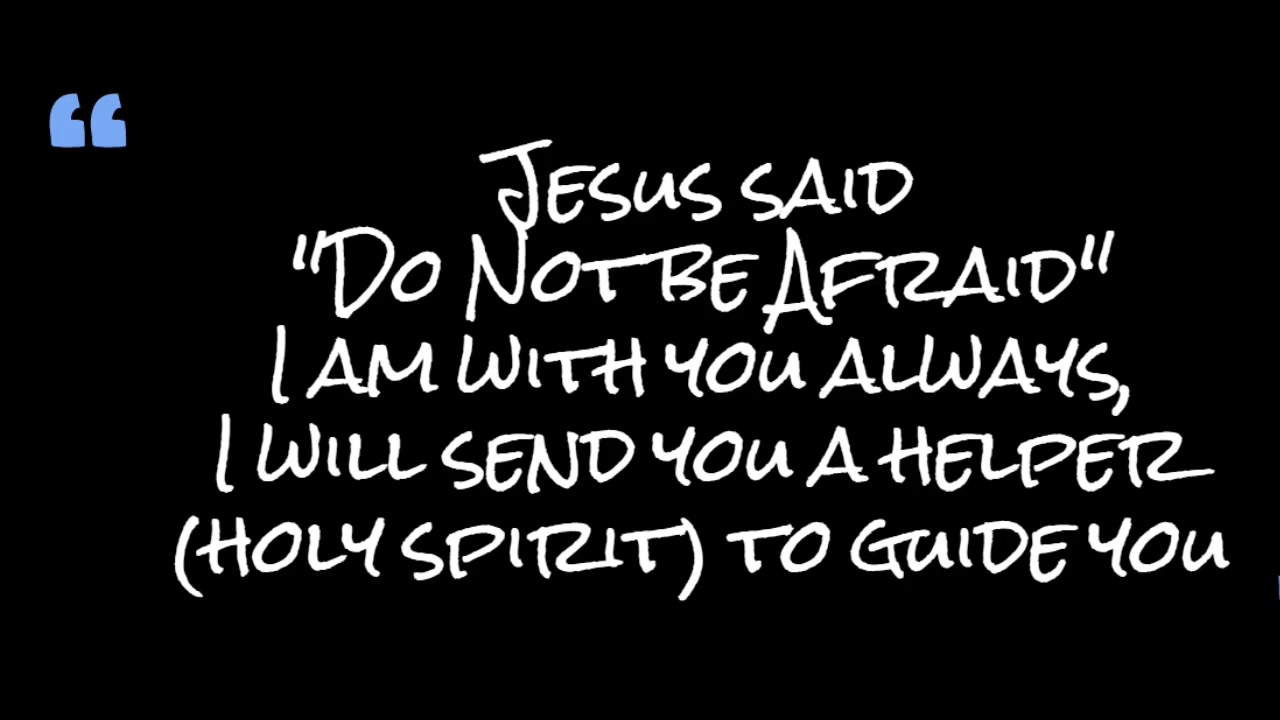 “
Jesus said
"Do Not be Afraid"
I am with you always,
I will send you a helper
(holy spirit) to guide you